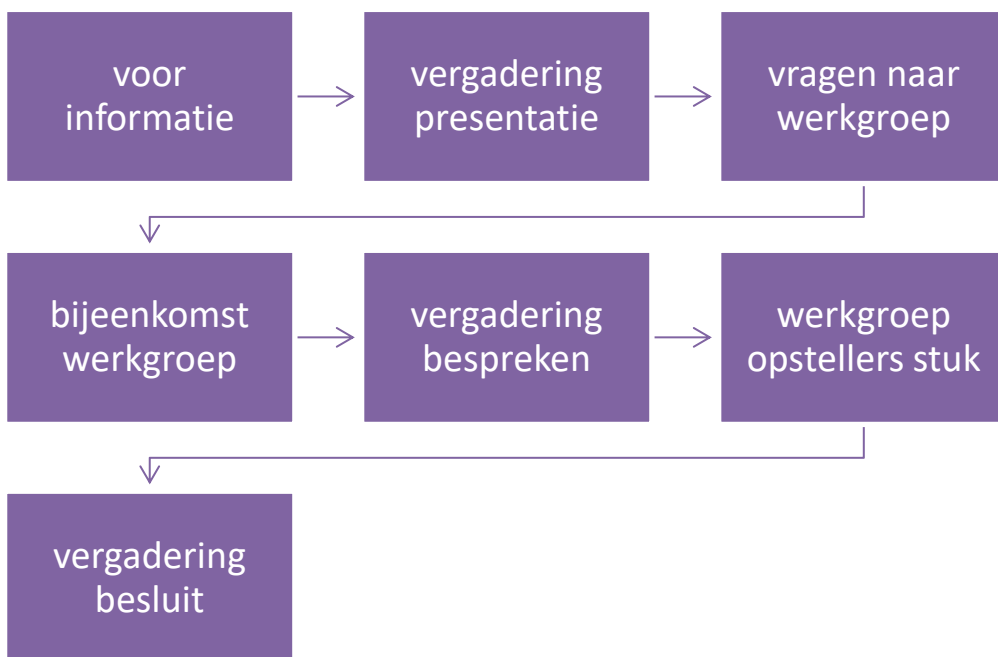 voor
informatie
vergadering
presentatie
vragen naar
werkgroep
bijeenkomst
werkgroep
vergadering
bespreken
werkgroep
opstellers stuk
vergadering
besluit